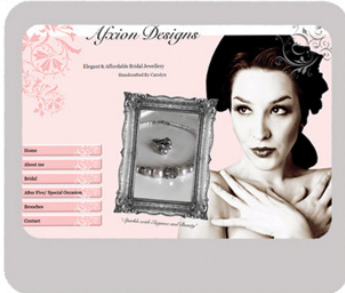 Afxion Designs
Elegant & Affordable Bridal Jewellery
Handcrafted By Carolyn
Home
About me
Bridal
After Five/ Special Occasion
Brooches
Contact
"Sparkle with Elegance and Beauty"